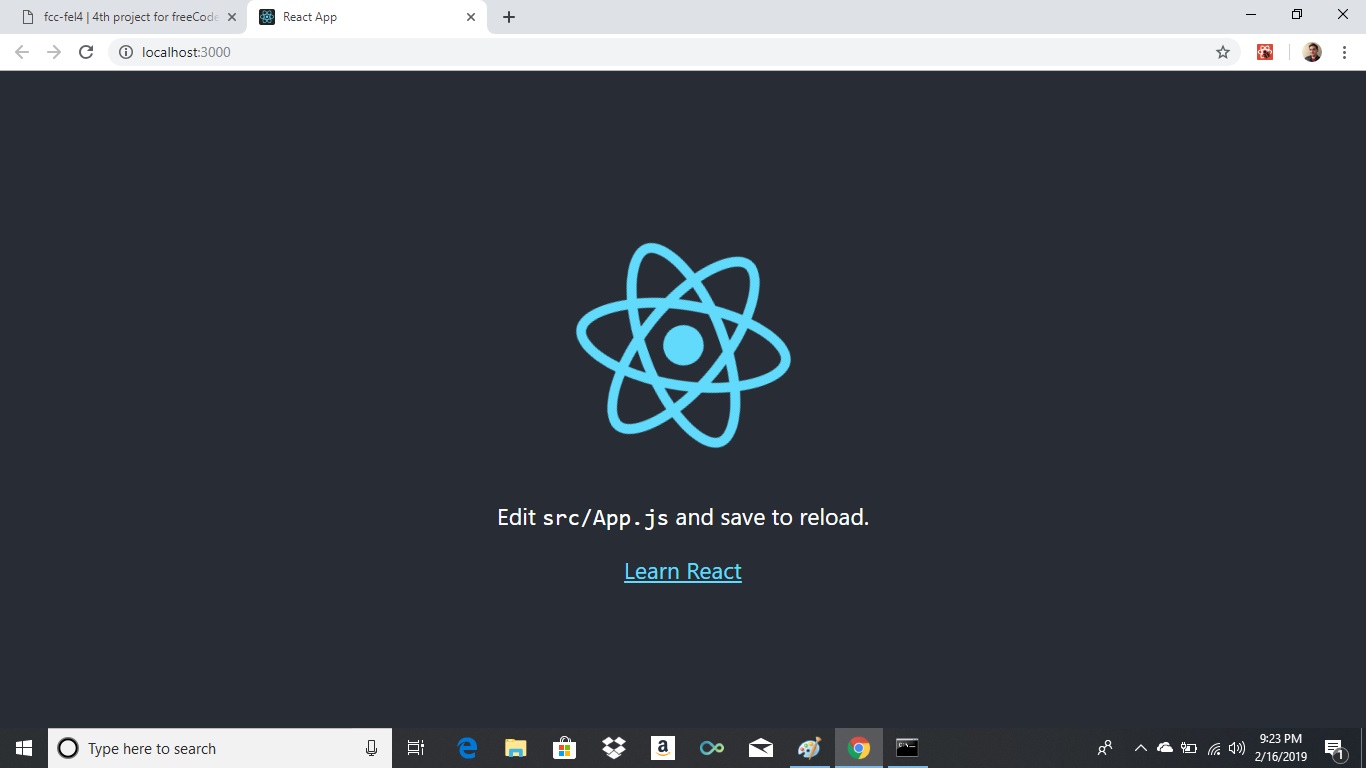 fcc-fel4 | 4th project for freeCode
React App
localhost:3000
Edit src/App.js and save to reload.
Learn React
Type here to search
9:23 PM
2/16/2019
1